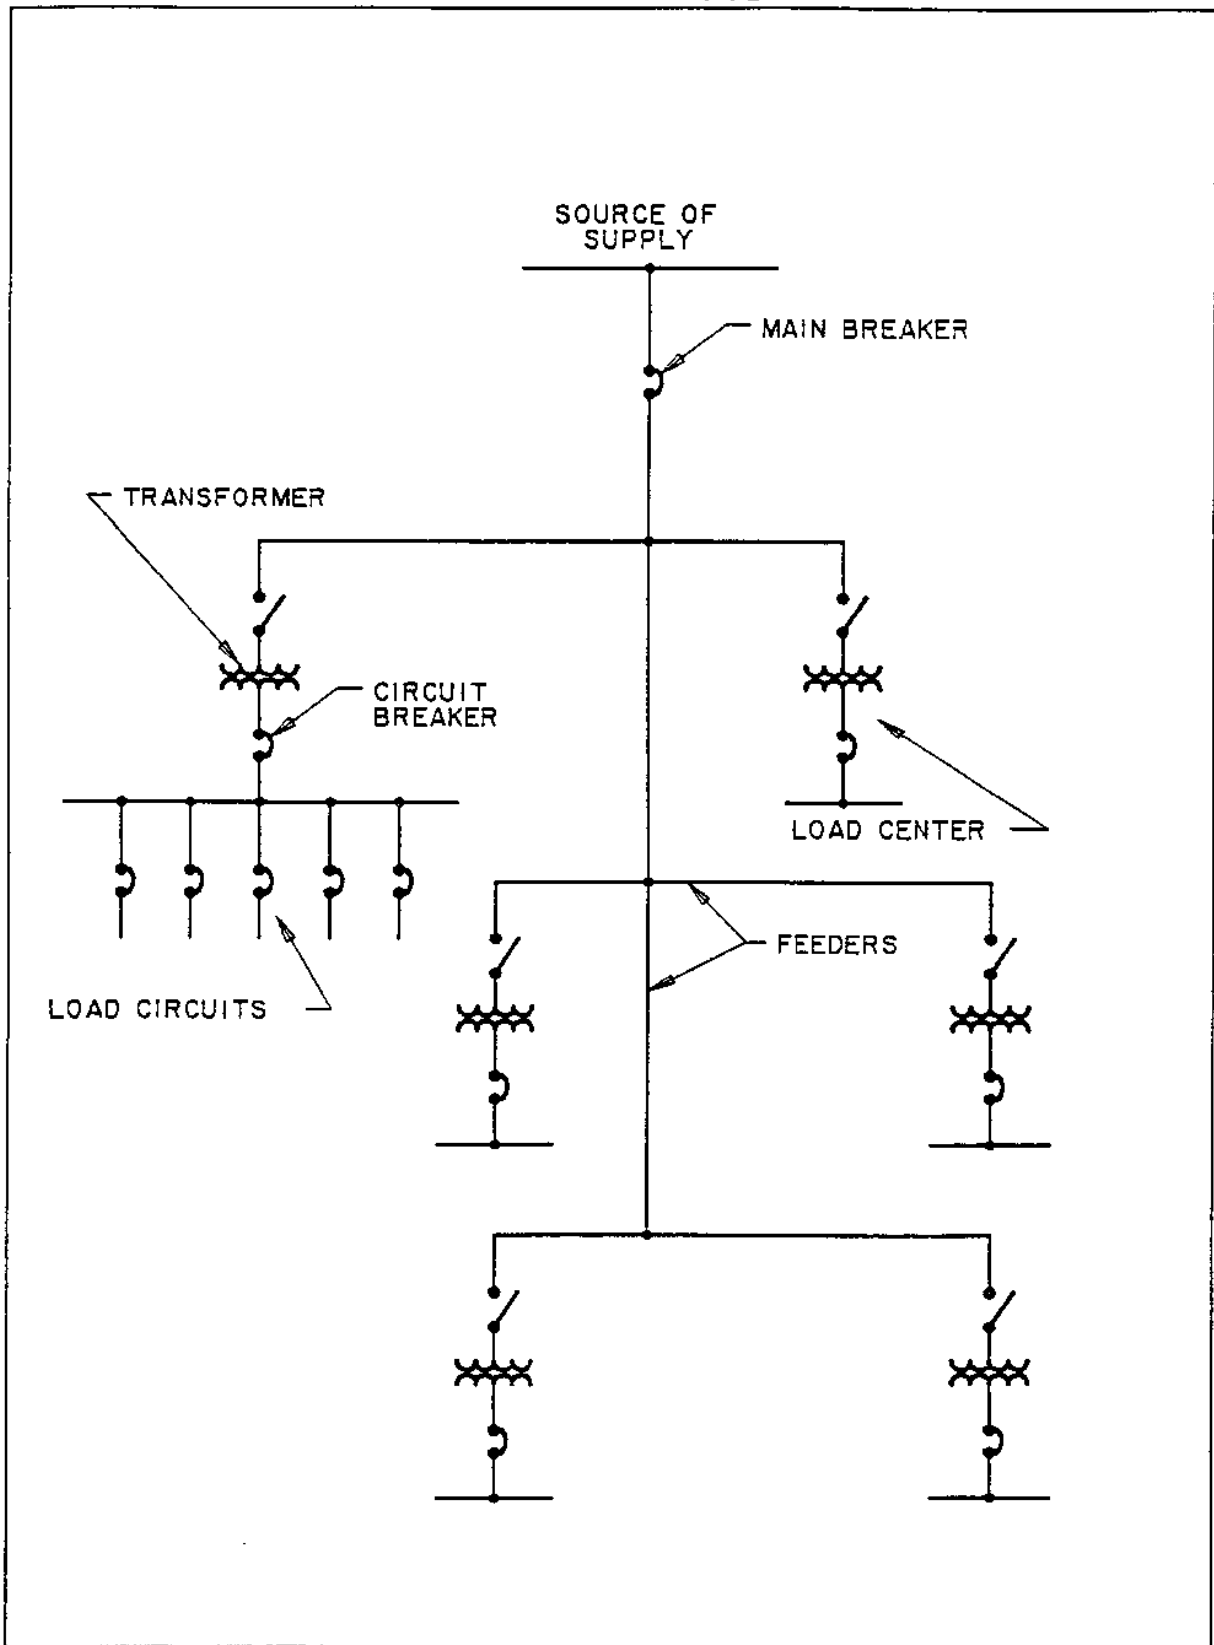 SOURCE OF
SUPPLY
MAIN BREAKER
TRANSFORMER
CIRCUIT
BREAKER
LOAD CENTER
FEEDERS
LOAD CIRCUITS